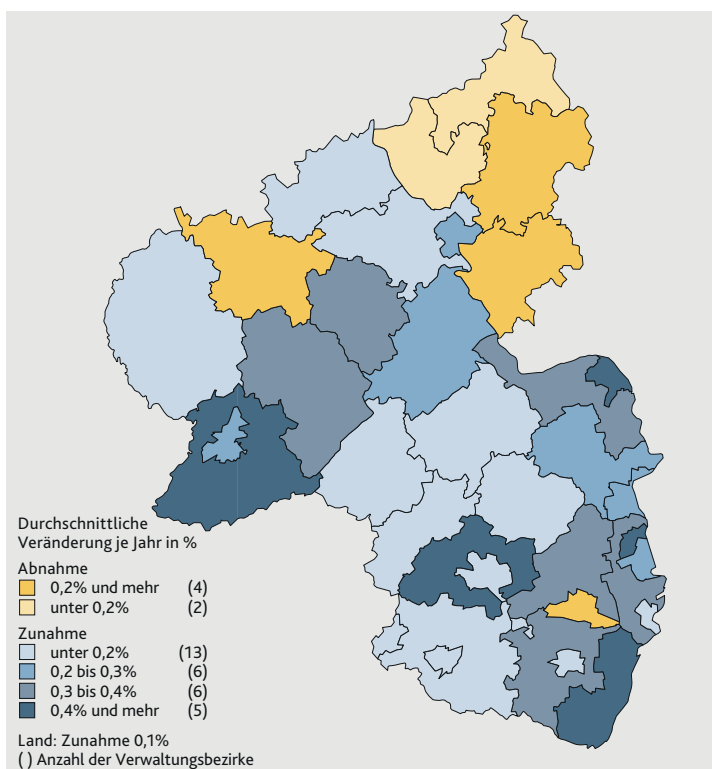 Durchschnittliche
Veränderung je Jahr in %
Abnahme
0,2% und mehr (4)
unter 0,2% (2)
Zunahme
unter 0,2% (13)
0,2 bis 0,3% (6)
0,3 bis 0,4% (6)
0,4% und mehr (5)
Land: Zunahme 0,1%
( ) Anzahl der Verwaltungsbezirke